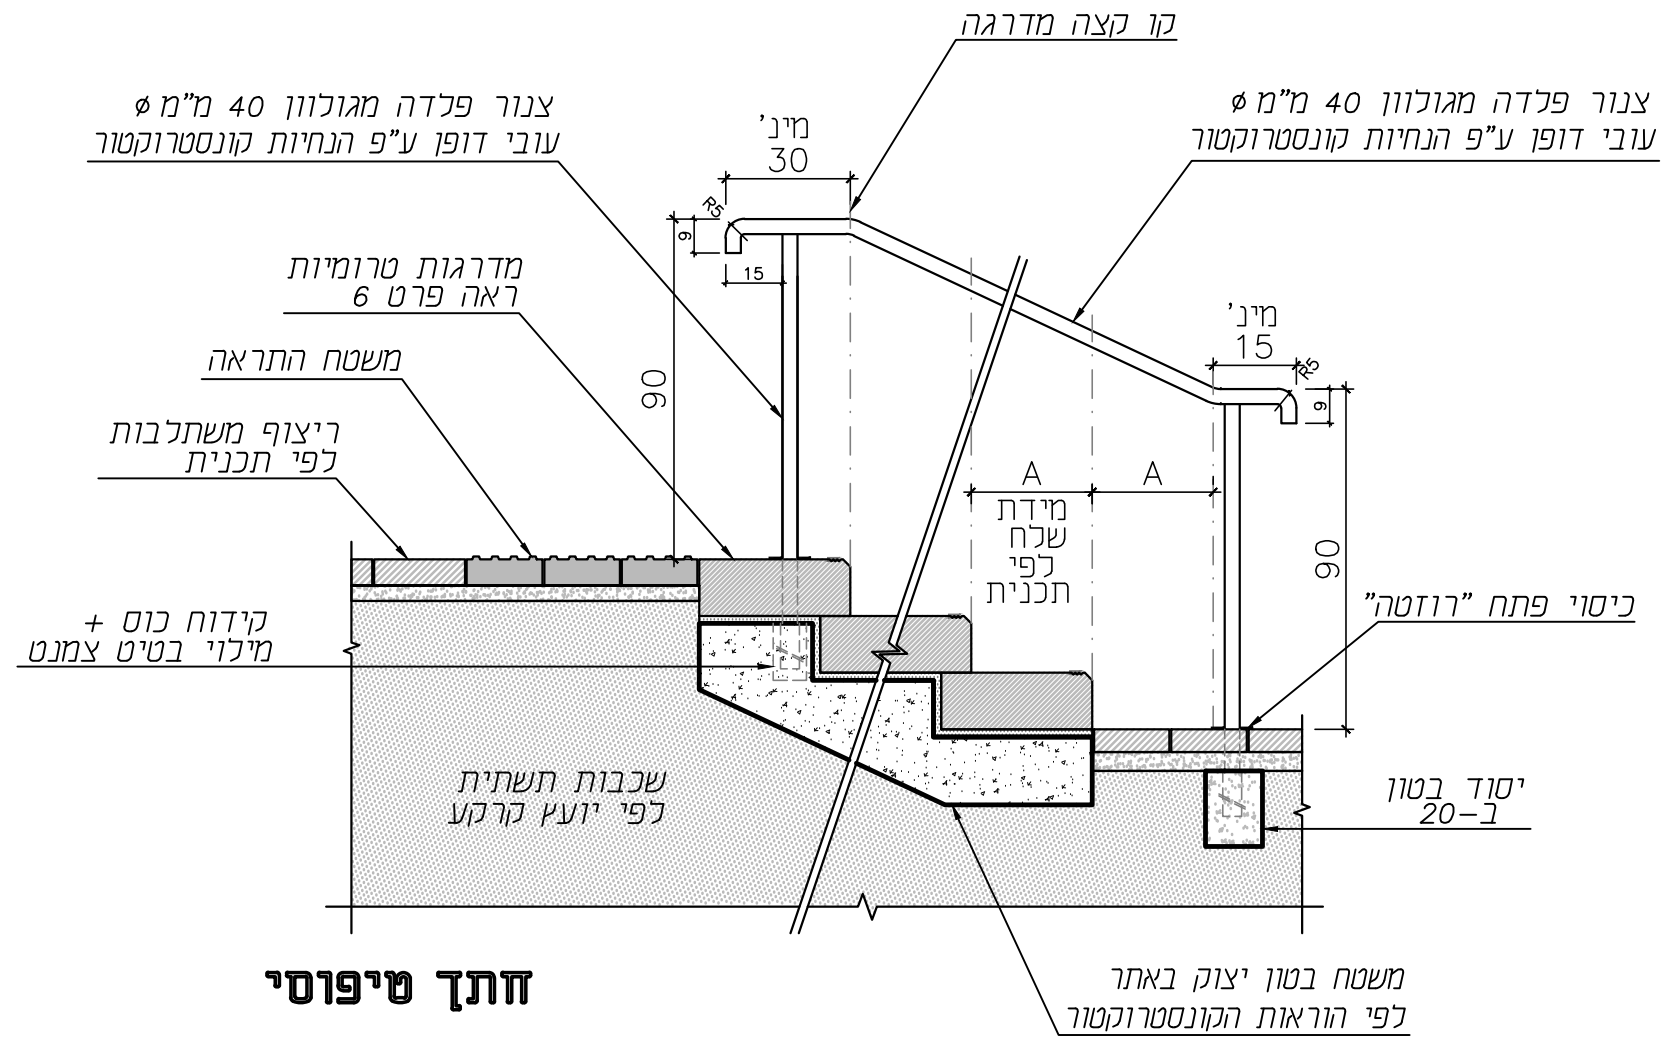 קו קצה מדרגה
צנור פלדה מגולוון 40 מ"מ ϕ
עובי דופן ע"פ הנחיות קונסטרוקטור
צנור פלדה מגולוון 40 מ"מ ϕ
עובי דופן ע"פ הנחיות קונסטרוקטור
מינ'
30
R5
9
15
90
מדרגות טרומיות
ראה פרט 6
משטח התראה
ריצוף משתלבות
לפי תכנית
מינ'
15
R5
9
90
A
A
מידת
שלח
לפי
תכנית
כיסוי פתח "רוזטה"
קידוח כוס +
מילוי בטיט צמנט
שכבות תשתית
לפי יועץ קרקע
יסוד בטון
ב-20
משטח בטון יצוק באתר
לפי הוראות הקונסטרוקטור
חתך טיפוסי